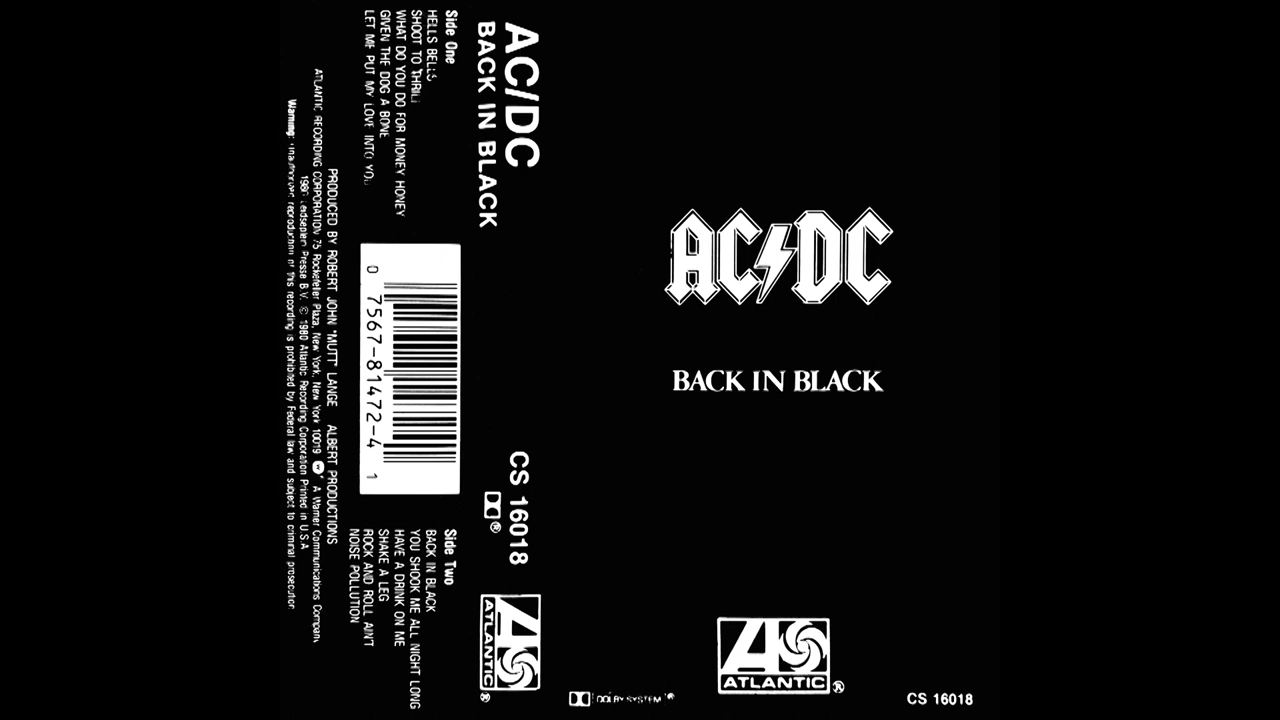 AC/DC
BACK IN BLACK
ATLANTIC®
DOLBY SYSTEM®
CS 16018
AC/DC
BACK IN BLACK
CS 16018
ATLANTIC®
Side One
HELLS BELLS
SHOOT TO THRILL
WHAT DO YOU DO FOR MONEY HONEY
GIVEN THE DOG A BONE
LET ME PUT MY LOVE INTO YOU
0 7567-81472-4 1
Side Two
BACK IN BLACK
YOU SHOOK ME ALL NIGHT LONG
HAVE A DRINK ON ME
SHAKE A LEG
ROCK AND ROLL AIN'T
NOISE POLLUTION
PRODUCED BY ROBERT JOHN "MUTT" LANGE ALBERT PRODUCTIONS
ATLANTIC RECORDING CORPORATION 75 Rockefeller Plaza, New York, New York 10019 A Warner Communications Company
1980 Leidseplein Presse B.V. © 1980 Atlantic Recording Corporation Printed in U.S.A
Warning: Unauthorized reproduction of this recording is prohibited by Federal law and subject to criminal prosecution